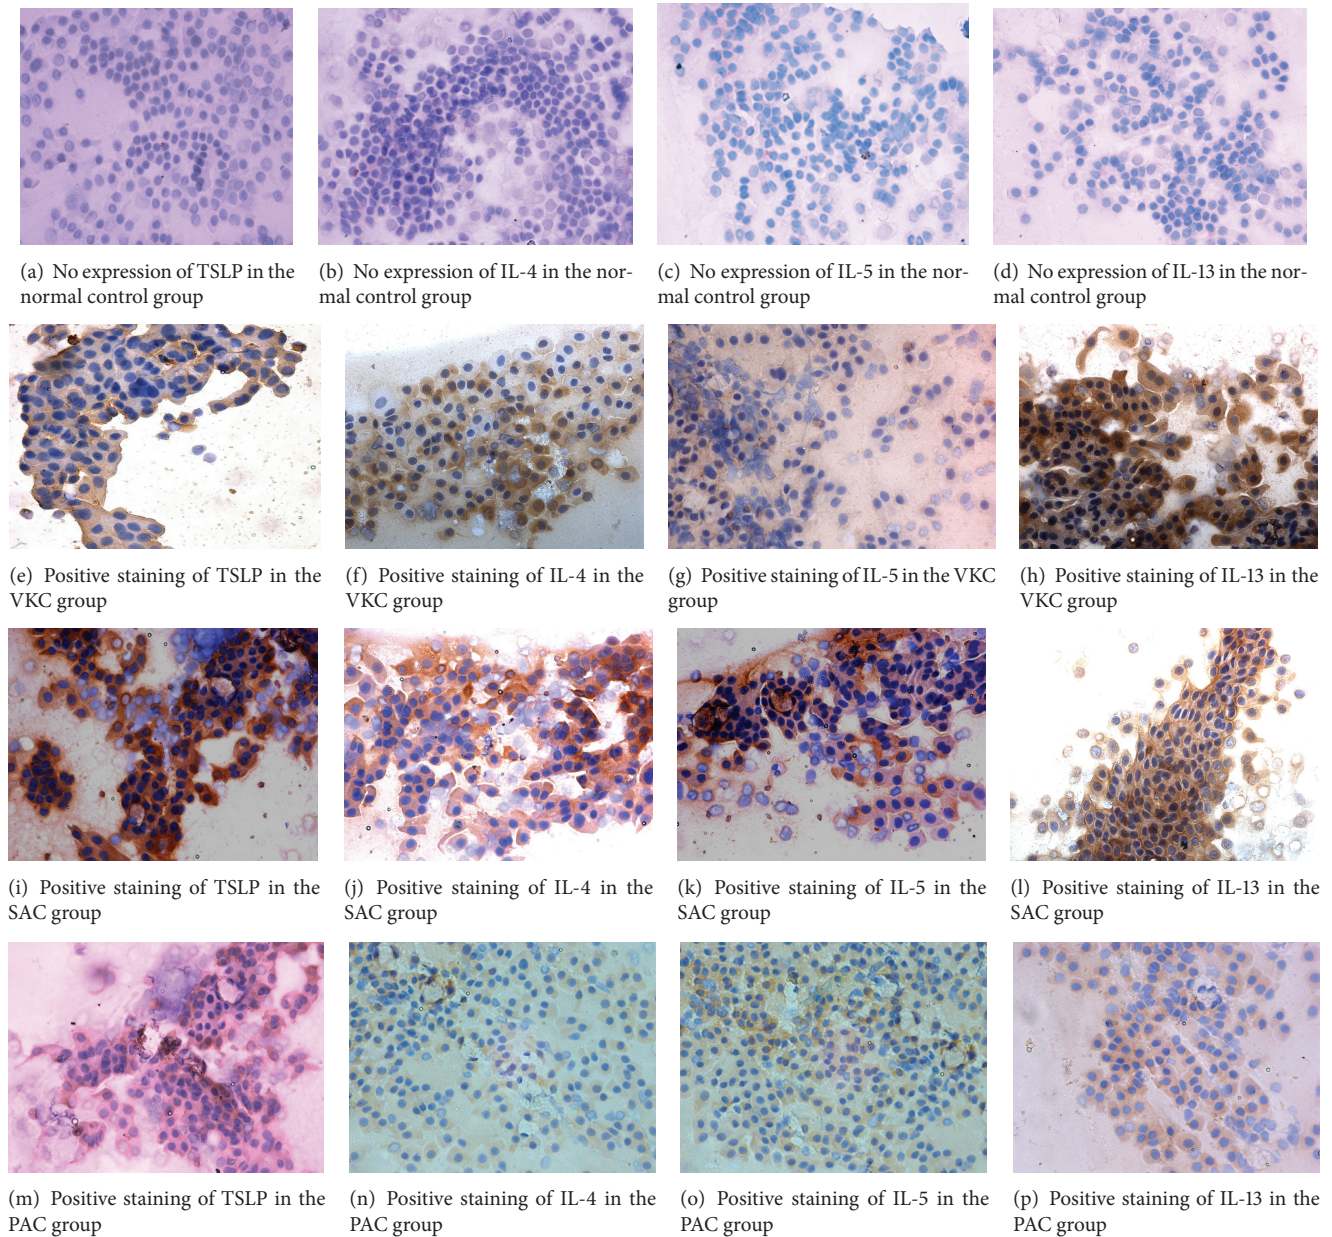 (a) No expression of TSLP in the
normal control group
(b) No expression of IL-4 in the nor-
mal control group
(c) No expression of IL-5 in the nor-
mal control group
(d) No expression of IL-13 in the nor-
mal control group
(e) Positive staining of TSLP in the
VKC group
(f) Positive staining of IL-4 in the
VKC group
(g) Positive staining of IL-5 in the VKC
group
(h) Positive staining of IL-13 in the
VKC group
(i) Positive staining of TSLP in the
SAC group
(j) Positive staining of IL-4 in the
SAC group
(k) Positive staining of IL-5 in the
SAC group
(l) Positive staining of IL-13 in the
SAC group
(m) Positive staining of TSLP in the
PAC group
(n) Positive staining of IL-4 in the
PAC group
(o) Positive staining of IL-5 in the
PAC group
(p) Positive staining of IL-13 in the
PAC group